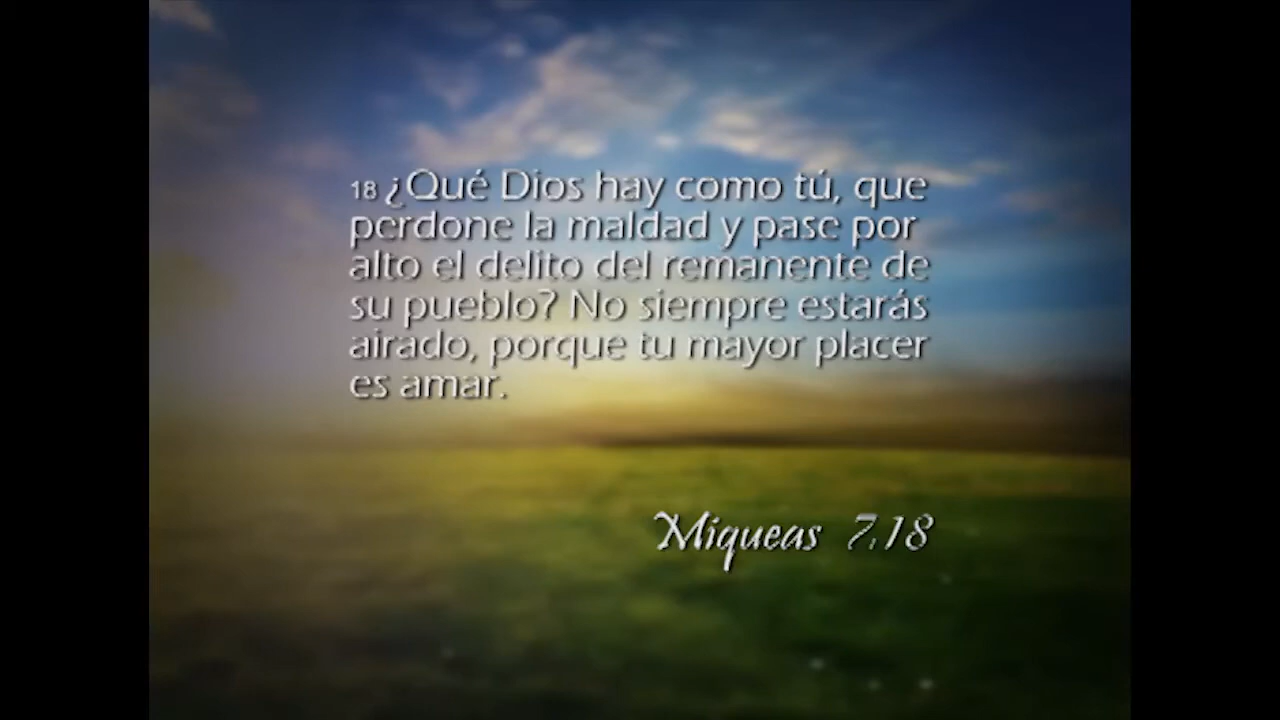 18 ¿Qué Dios hay como tú, que
perdone la maldad y pase por
alto el delito del remanente de
su pueblo? No siempre estarás
airado, porque tu mayor placer
es amar.
Miqueas 7.18